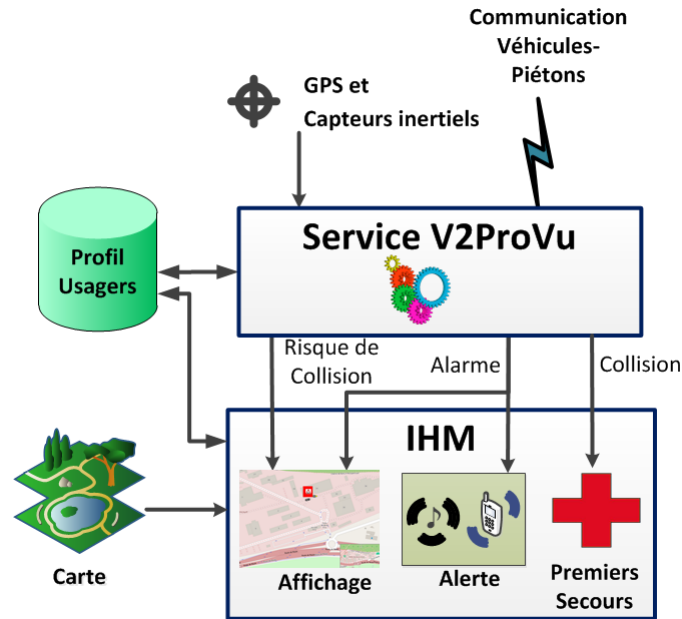 Communication
Véhicules-
Piétons
GPS et
Capteurs inertiels
Service V2ProVu
Profil
Usagers
Risque de
Collision
Alarme
Collision
IHM
Carte
Affichage
Alerte
Premiers
Secours